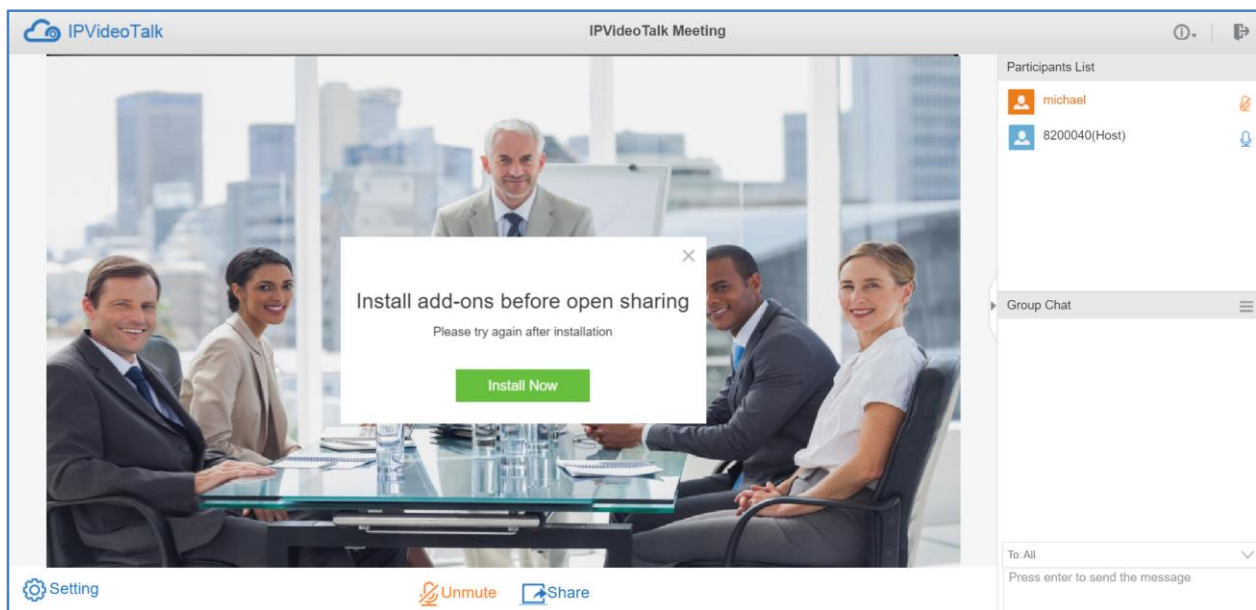 IPVideoTalk
IPVideoTalk Meeting
Participants List
michael
8200040(Host)
Install add-ons before open sharing
Please try again after installation
Install Now
Group Chat
To: All
Press enter to send the message
Setting
Unmute
Share